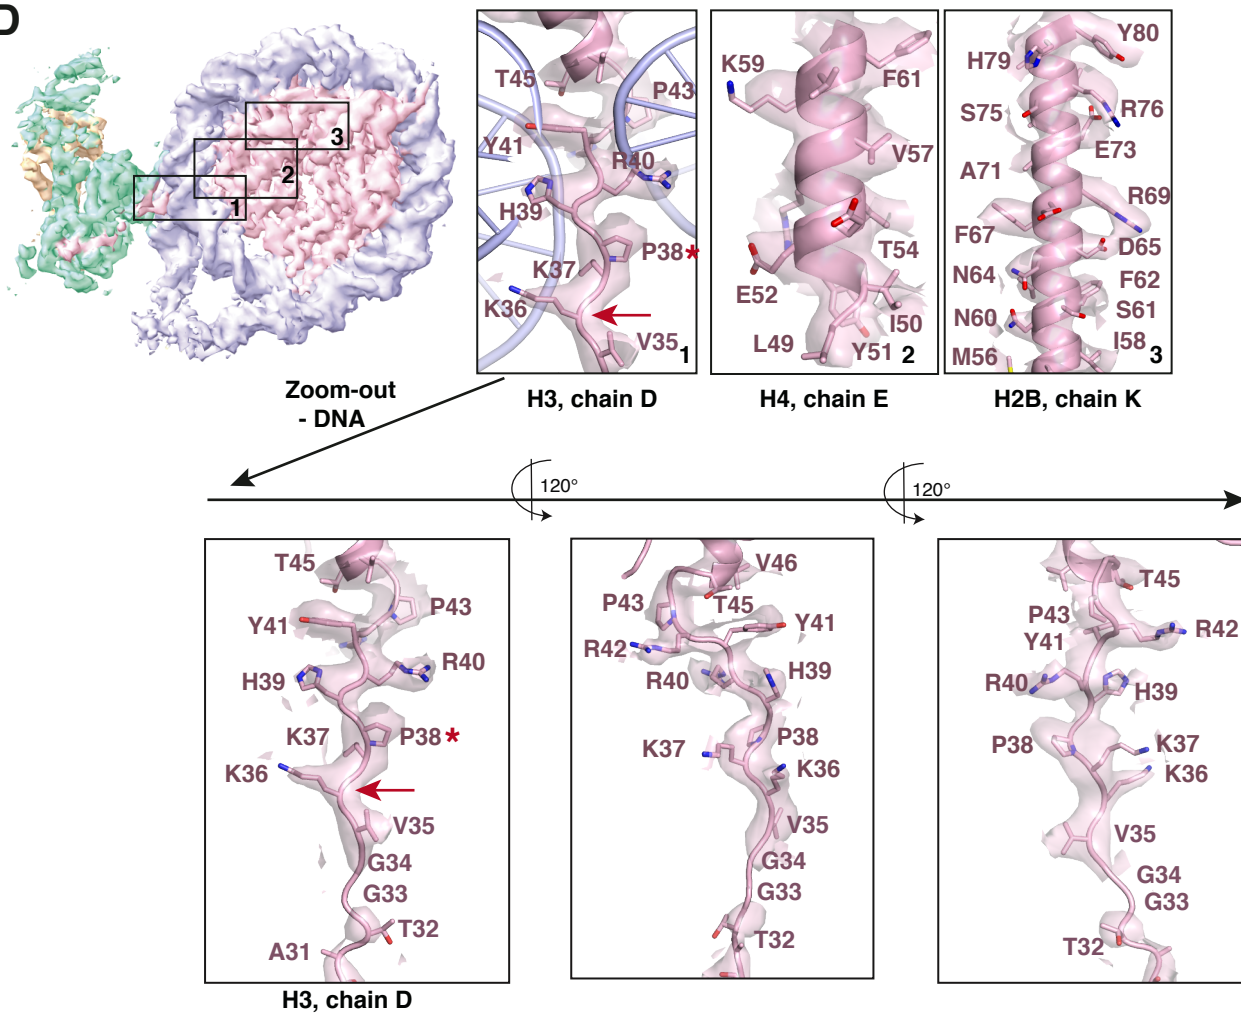 D
1
2
3
T45
P43
Y41
R40
H39
P38*
K37
K36
V35
1
K59
F61
V57
T54
E52
I50
L49
Y51
2
Y80
H79
S75
R76
E73
A71
R69
F67
D65
N64
F62
S61
N60
I58
M56
3
Zoom-out
- DNA
H3, chain D
H4, chain E
H2B, chain K
120°
120°
T45
P43
Y41
R40
H39
K37
P38*
K36
V35
G34
G33
T32
A31
H3, chain D
V46
P43
T45
Y41
R42
R40
H39
K37
P38
K36
V35
G34
G33
T32
T45
P43
Y41
R42
R40
H39
P38
K37
K36
V35
G34
G33
T32